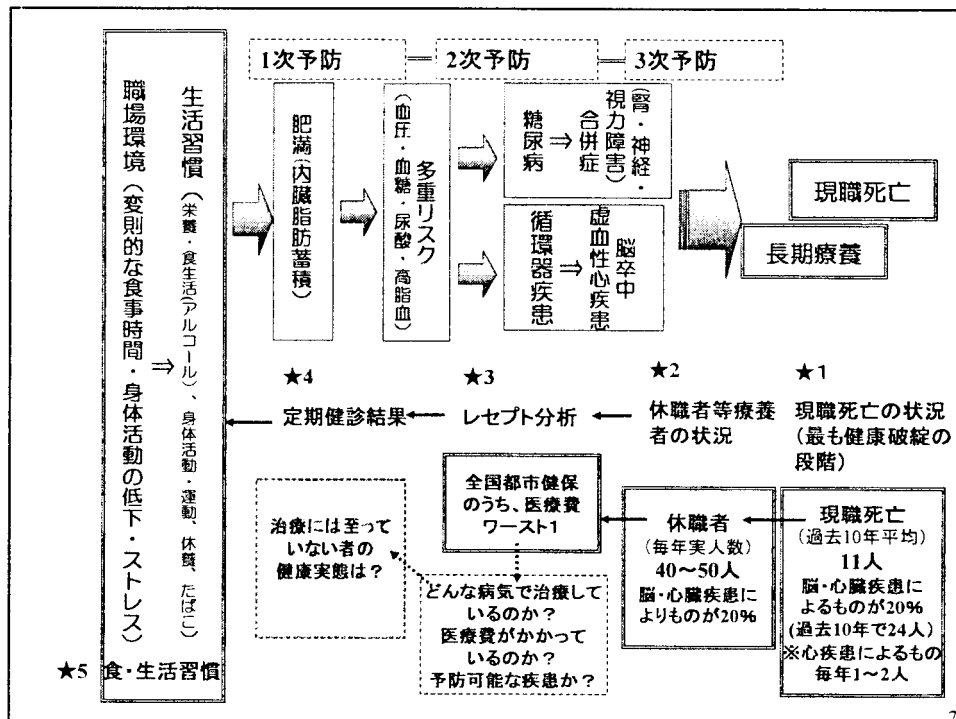 1次予防
2次予防
3次予防
職場環境（変則的な食事時間・身体活動の低下・ストレス）
⇒
生活習慣（栄養・食生活(アルコール)、身体活動・運動、休養、たばこ）
肥満（内臓脂肪蓄積）
多重リスク
（血圧・血糖・尿酸・高脂血）
糖尿病
⇒
合併症
（腎・神経・
視力障害）
循環器疾患
⇒
虚血性心疾患
脳卒中
現職死亡
長期療養
★4
★3
★2
★1
定期健診結果
レセプト分析
休職者等療養
者の状況
現職死亡の状況
（最も健康破綻の
段階）
治療には至って
いない者の
健康実態は？
全国都市健保
のうち、医療費
ワースト1
どんな病気で治療して
いるのか？
医療費がかかって
いるのか？
予防可能な疾患か？
休職者
（毎年実人数）
40～50人
脳・心臓疾患に
よりものが20%
現職死亡
（過去10年平均）
11人
脳・心臓疾患に
よるものが20%
(過去10年で24人)
※心疾患によるもの
毎年1～2人
★5 食・生活習慣
7